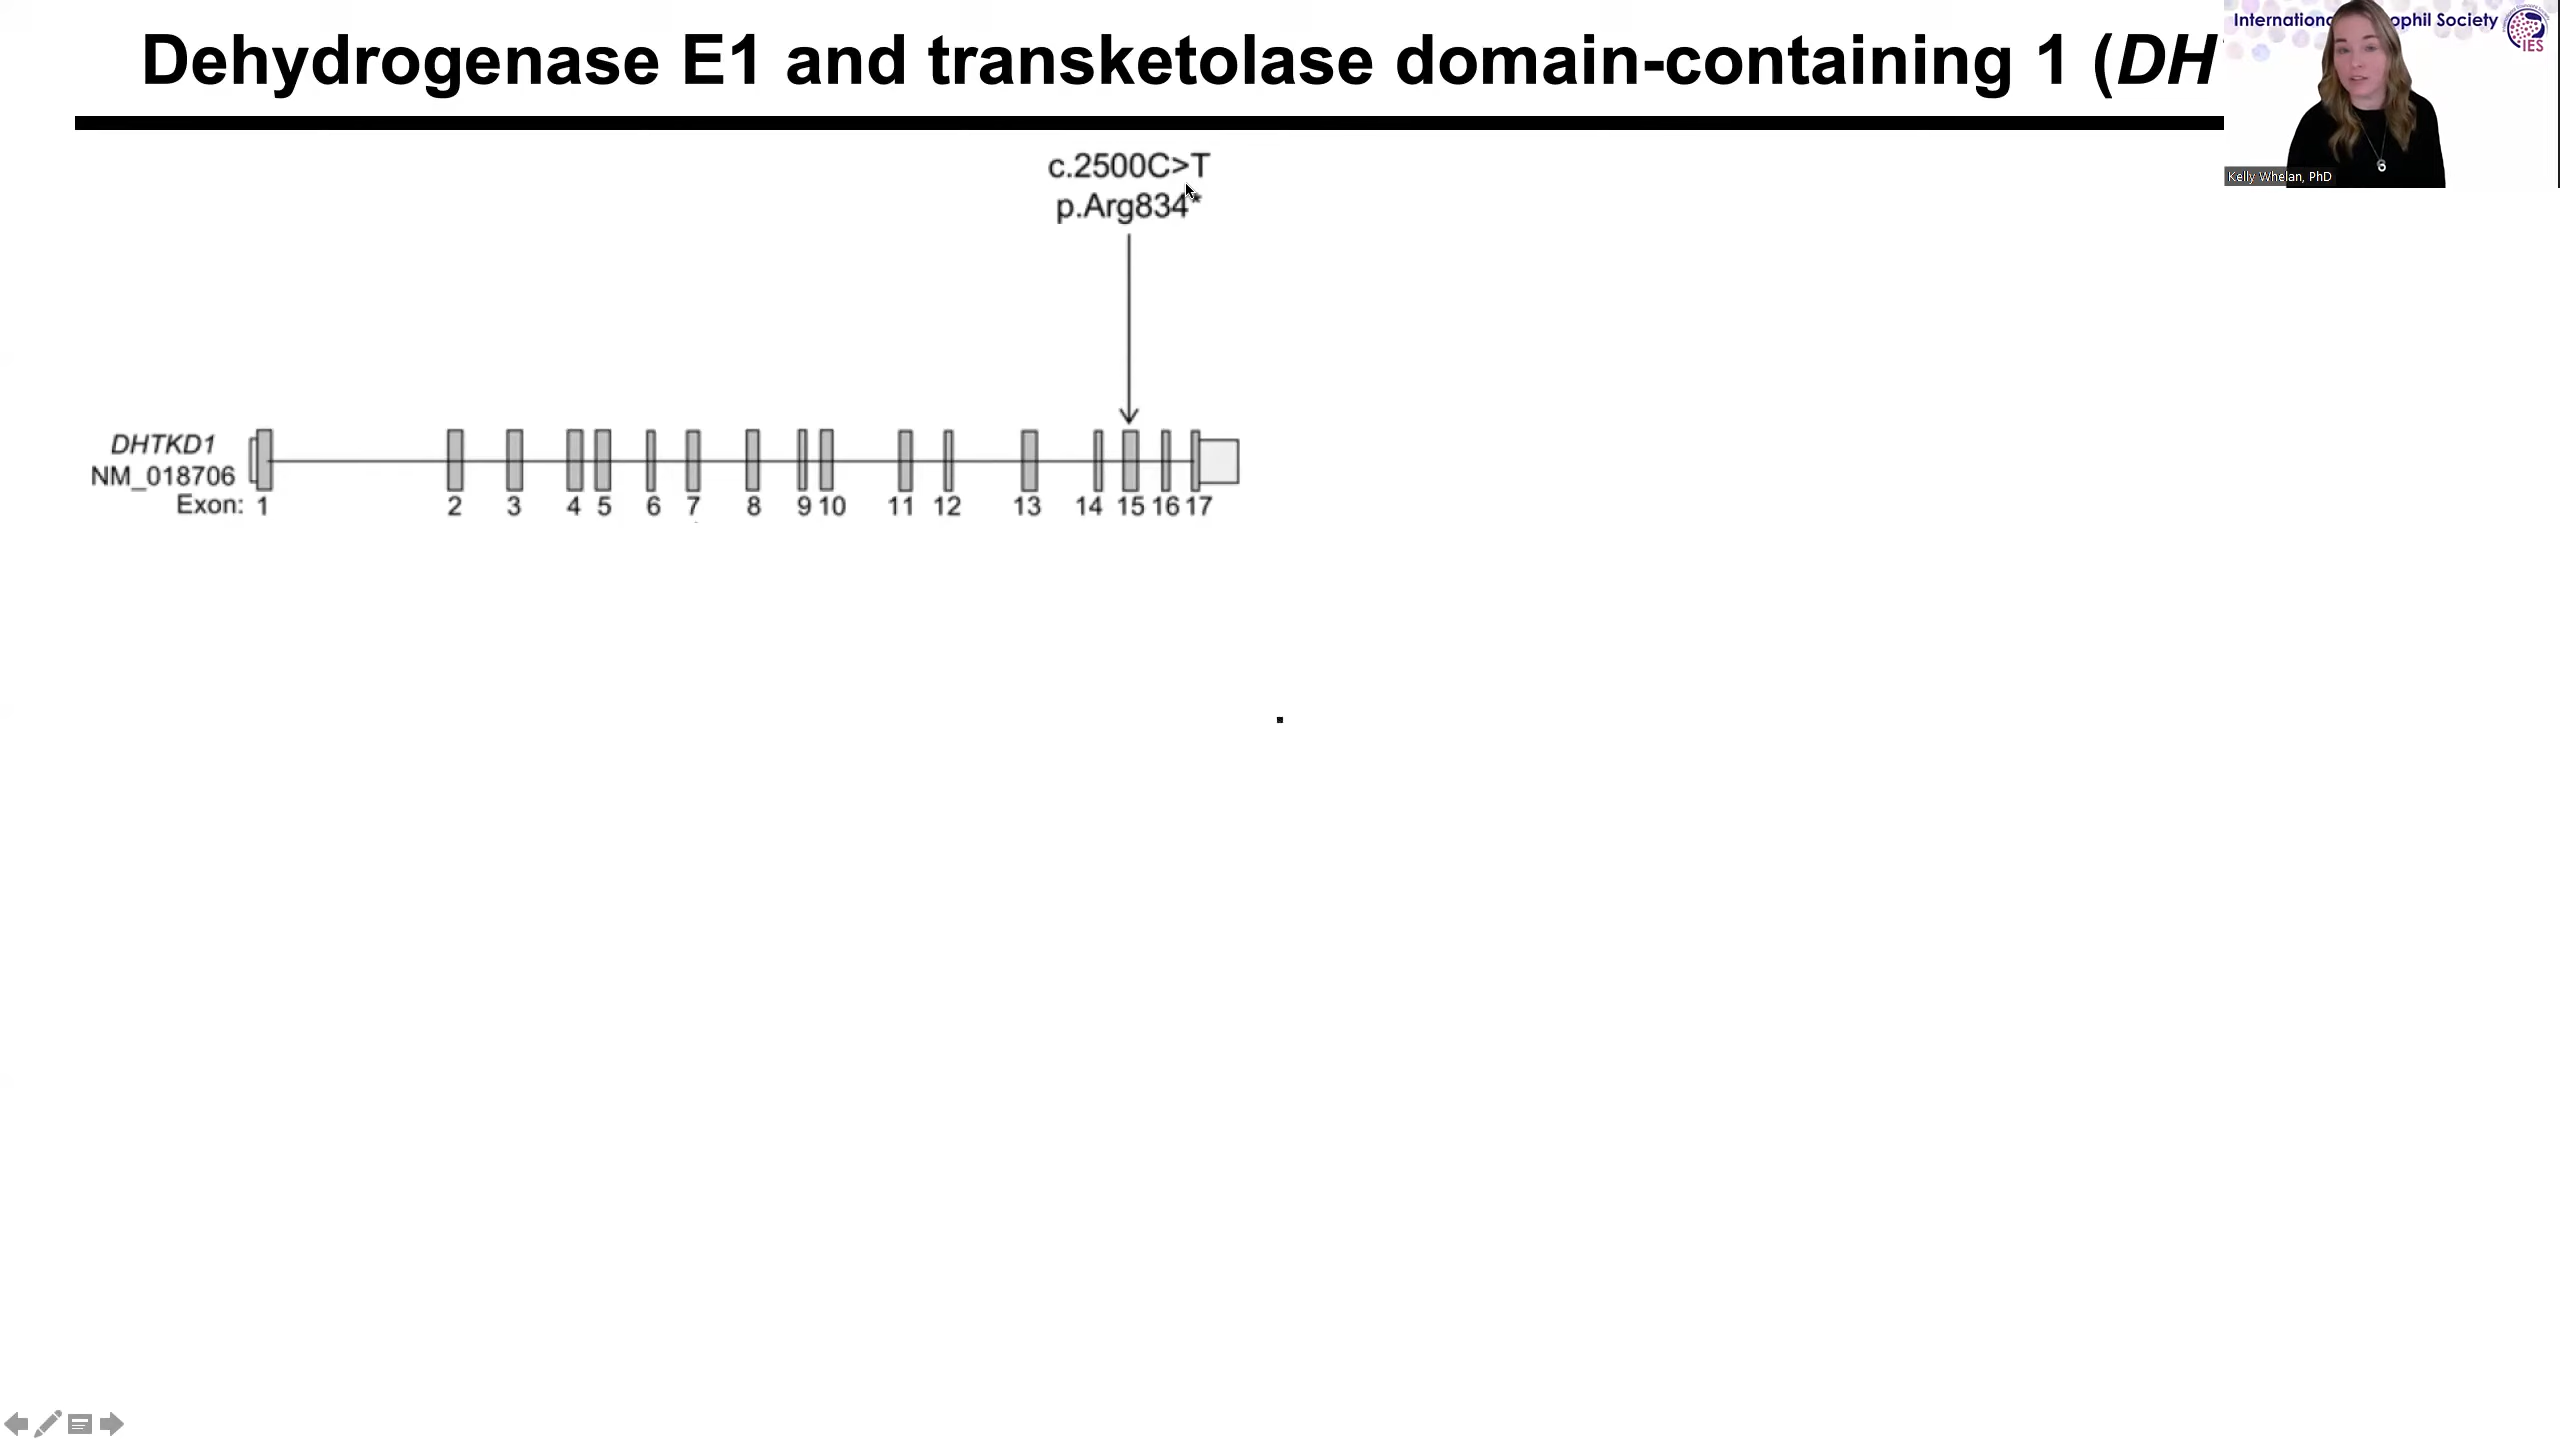 Dehydrogenase E1 and transketolase domain-containing 1 (DH
International
ophil Society
IES
Kelly Whelan, PhD
c.2500C>T
p.Arg834*
DHTKD1
NM_018706
Exon: 1 2 3 4 5 6 7 8 9 10 11 12 13 14 15 16 17